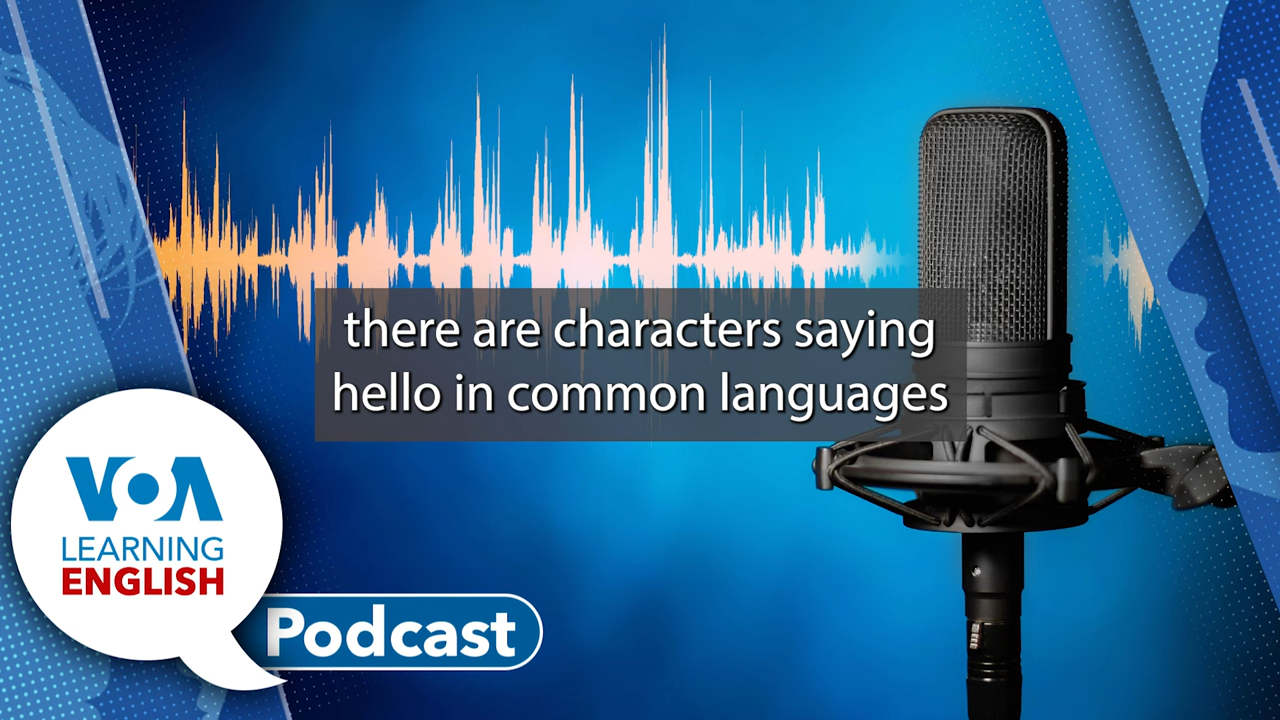 there are characters saying
hello in common languages
VOA
LEARNING
ENGLISH
Podcast